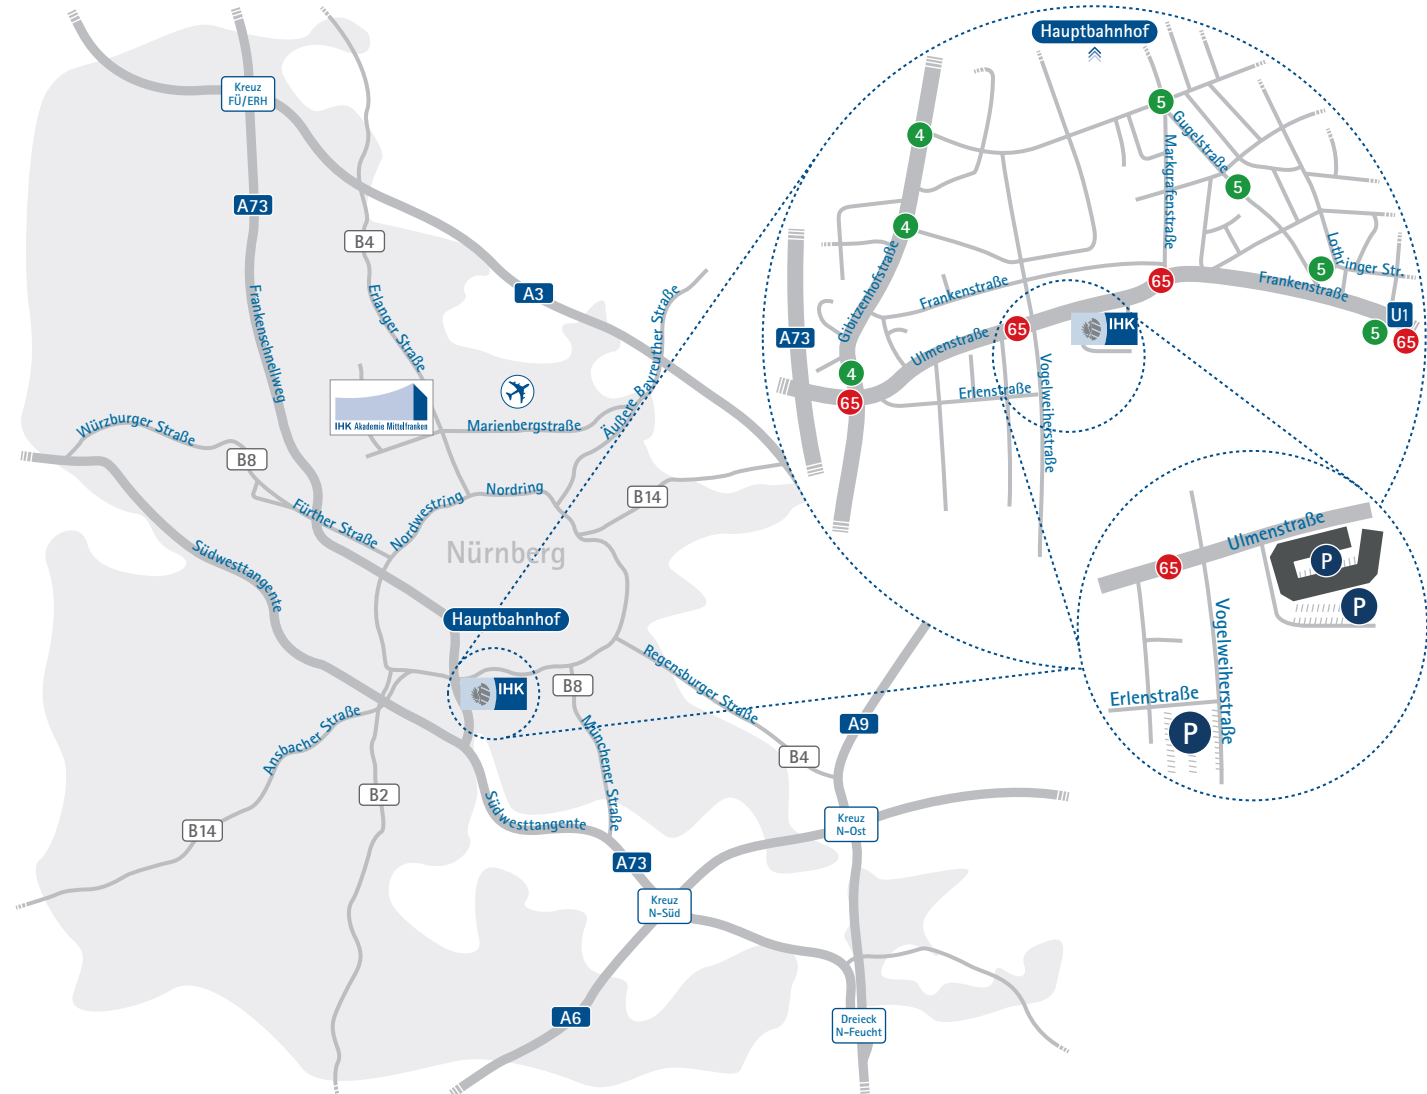 Kreuz
FÜ/ERH
A73
B4
A3
Frankenschnellweg
Erlanger Straße
Äußere Bayreuther Straße
IHK Akademie Mittelfranken
Marienbergstraße
Würzburger Straße
B8
Fürther Straße
Nordwestring
Nordring
B14
Nürnberg
Südwesttangente
Hauptbahnhof
IHK
B8
Regensburger Straße
Ansbacher Straße
Münchener Straße
A9
B4
B2
B14
Südwesttangente
A73
Kreuz
N-Ost
Kreuz
N-Süd
A6
Dreieck
N-Feucht
Hauptbahnhof
4
5
Gugelstraße
Markgrafenstraße
5
4
Gibitzenhofstraße
Lothringer Str.
5
65
Frankenstraße
Frankenstraße
U1
5
65
A73
65
IHK
Ulmenstraße
4
65
Erlenstraße
Vogelweiherstraße
Ulmenstraße
65
P
P
Vogelweiherstraße
Erlenstraße
P